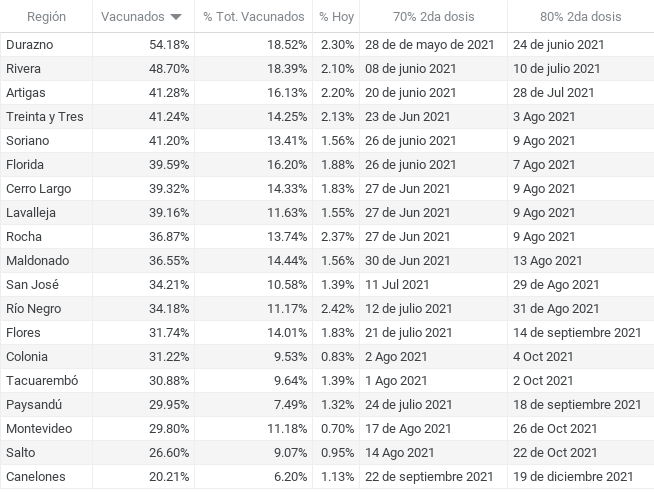 Región Vacunados % Tot. Vacunados % Hoy 70% 2da dosis 80% 2da dosis
Durazno 54.18% 18.52% 2.30% 28 de de mayo de 2021 24 de junio 2021
Rivera 48.70% 18.39% 2.10% 08 de junio 2021 10 de julio 2021
Artigas 41.28% 16.13% 2.20% 20 de junio 2021 28 de Jul 2021
Treinta y Tres 41.24% 14.25% 2.13% 23 de Jun 2021 3 Ago 2021
Soriano 41.20% 13.41% 1.56% 26 de junio 2021 9 Ago 2021
Florida 39.59% 16.20% 1.88% 26 de junio 2021 7 Ago 2021
Cerro Largo 39.32% 14.33% 1.83% 27 de Jun 2021 9 Ago 2021
Lavalleja 39.16% 11.63% 1.55% 27 de Jun 2021 9 Ago 2021
Rocha 36.87% 13.74% 2.37% 27 de Jun 2021 9 Ago 2021
Maldonado 36.55% 14.44% 1.56% 30 de Jun 2021 13 Ago 2021
San José 34.21% 10.58% 1.39% 11 Jul 2021 29 de Ago 2021
Río Negro 34.18% 11.17% 2.42% 12 de julio 2021 31 de Ago 2021
Flores 31.74% 14.01% 1.83% 21 de julio 2021 14 de septiembre 2021
Colonia 31.22% 9.53% 0.83% 2 Ago 2021 4 Oct 2021
Tacuarembó 30.88% 9.64% 1.39% 1 Ago 2021 2 Oct 2021
Paysandú 29.95% 7.49% 1.32% 24 de julio 2021 18 de septiembre 2021
Montevideo 29.80% 11.18% 0.70% 17 de Ago 2021 26 de Oct 2021
Salto 26.60% 9.07% 0.95% 14 Ago 2021 22 de Oct 2021
Canelones 20.21% 6.20% 1.13% 22 de septiembre 2021 19 de diciembre 2021